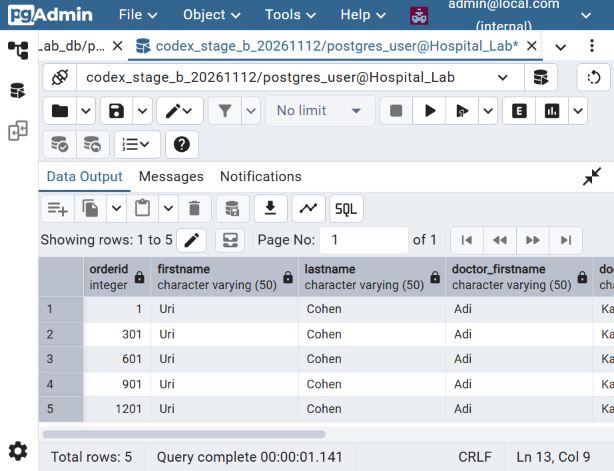 pgAdmin File Object Tools Help admin@local.com (internal)
_ab_db/p... codex_stage_b_20261112/postgres_user@Hospital_Lab*
codex_stage_b_20261112/postgres_user@Hospital_Lab
No limit
E
Data Output Messages Notifications
SQL
Showing rows: 1 to 5 Page No: 1 of 1
orderid integer firstname character varying (50) lastname character varying (50) doctor_firstname character varying (50)
1 1 Uri Cohen Adi
2 301 Uri Cohen Adi
3 601 Uri Cohen Adi
4 901 Uri Cohen Adi
5 1201 Uri Cohen Adi
Total rows: 5 Query complete 00:00:01.141 CRLF Ln 13, Col 9